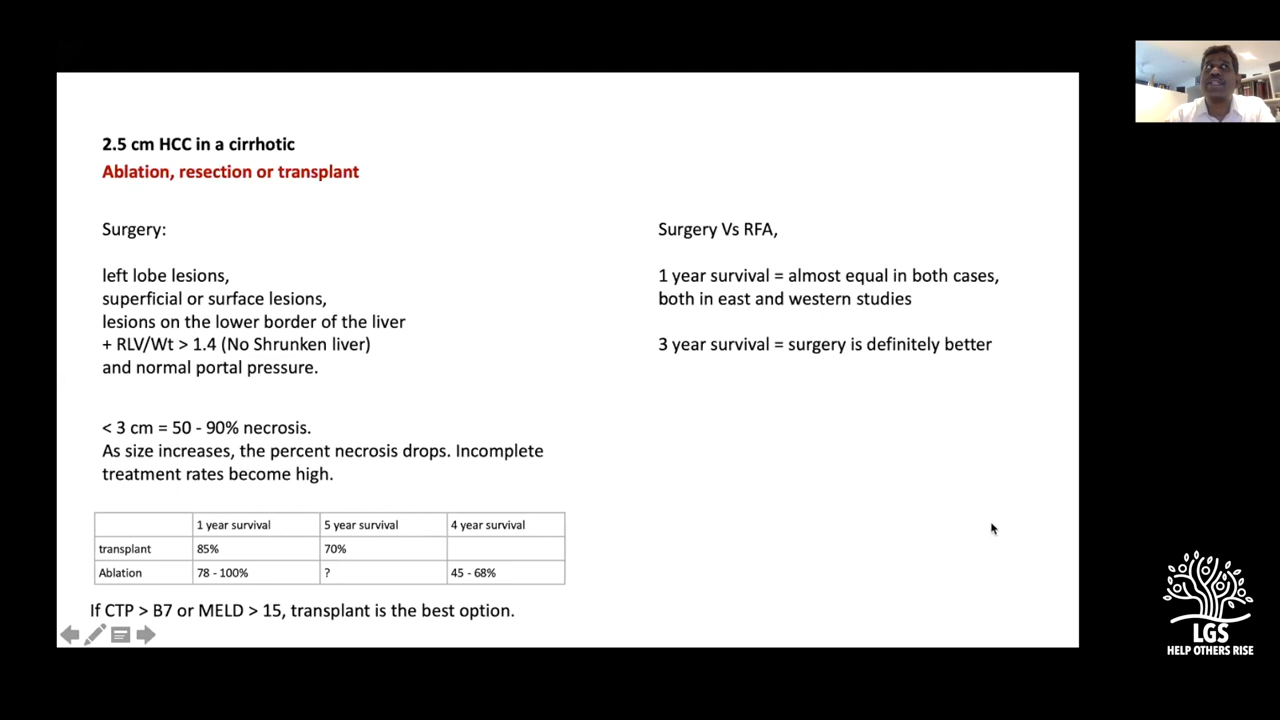 2.5 cm HCC in a cirrhotic
Ablation, resection or transplant
Surgery:
left lobe lesions,
superficial or surface lesions,
lesions on the lower border of the liver
+ RLV/Wt > 1.4 (No Shrunken liver)
and normal portal pressure.
< 3 cm = 50 - 90% necrosis.
As size increases, the percent necrosis drops. Incomplete
treatment rates become high.
1 year survival 5 year survival 4 year survival
transplant 85% 70%
Ablation 78 - 100% ? 45 - 68%
If CTP > B7 or MELD > 15, transplant is the best option.
Surgery Vs RFA,
1 year survival = almost equal in both cases,
both in east and western studies
3 year survival = surgery is definitely better
LGS
HELP OTHERS RISE